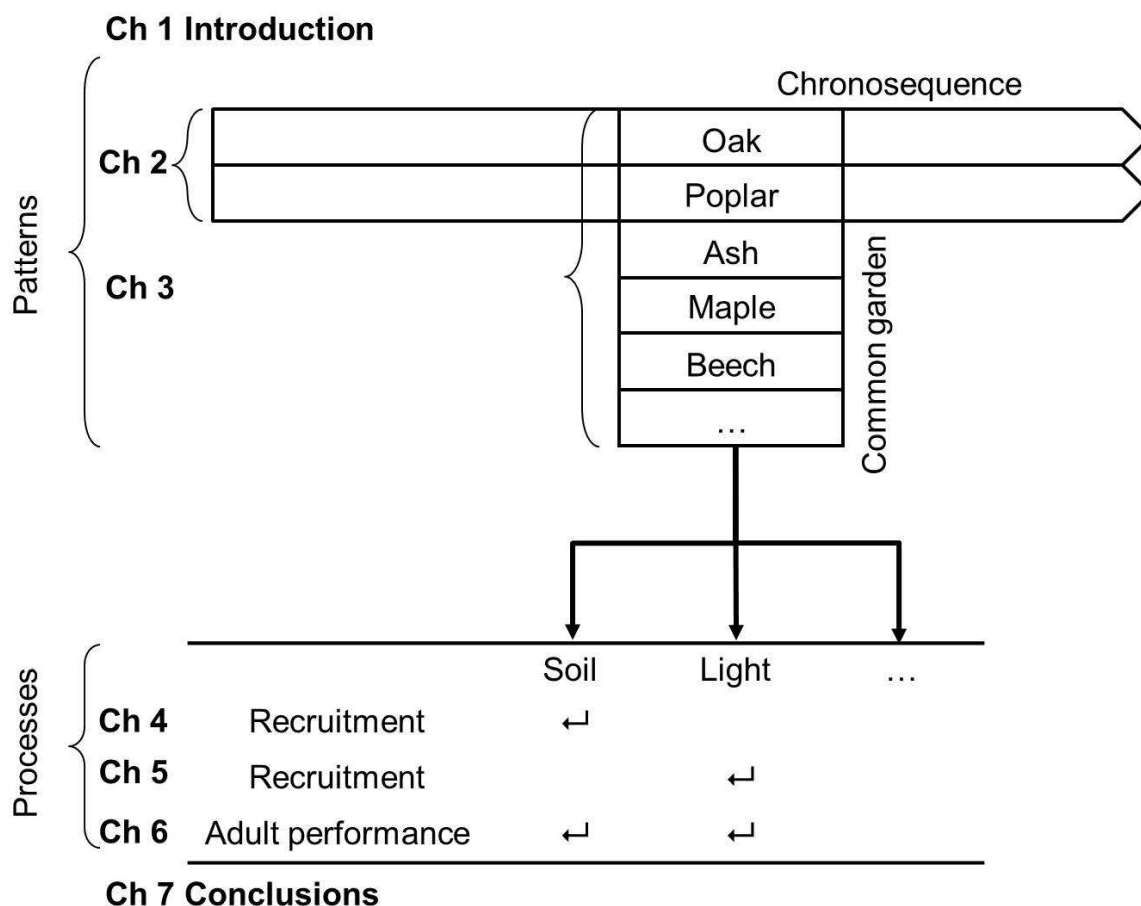 Ch 1 Introduction
Chronosequence
Patterns
Ch 2
Oak
Poplar
Ch 3
Ash
Maple
Beech
…
Common garden
Processes
Soil Light …
Ch 4 Recruitment ↵
Ch 5 Recruitment ↵
Ch 6 Adult performance ↵ ↵
Ch 7 Conclusions